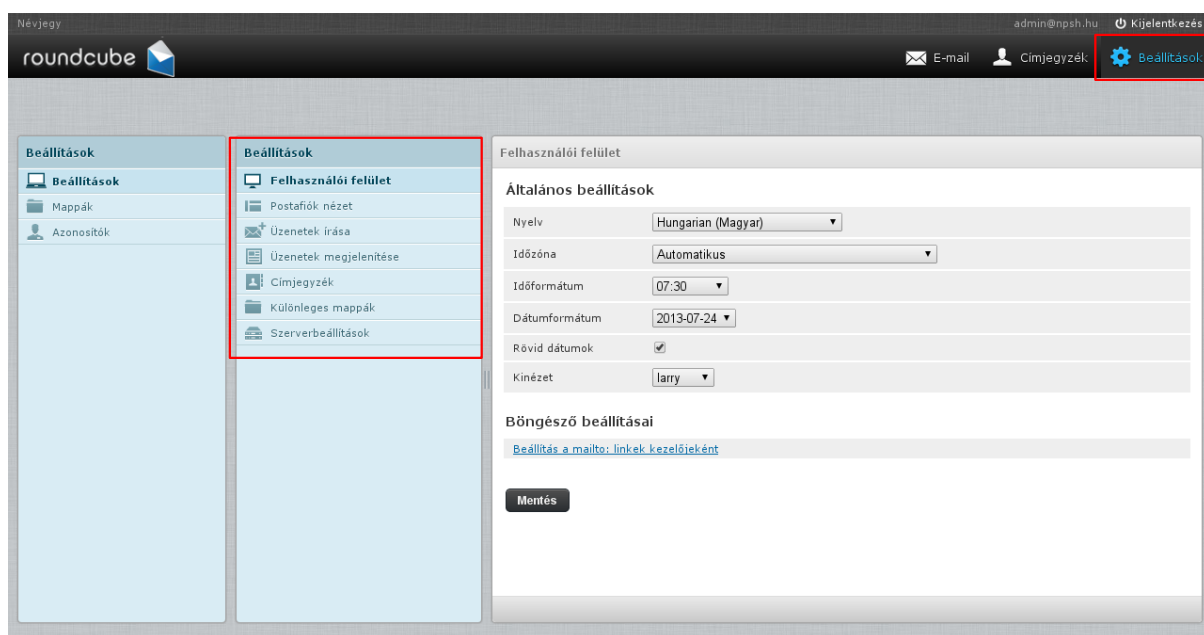 Névjegy
admin@npsh.hu Kijelentkezés
roundcube
E-mail Címjegyzék Beállítások
Beállítások
Beállítások
Mappák
Azonosítók
Beállítások
Felhasználói felület
Postafiók nézet
Üzenetek írása
Üzenetek megjelenítése
Címjegyzék
Különleges mappák
Szerverbeállítások
Felhasználói felület
Általános beállítások
Nyelv Hungarian (Magyar)
Időzóna Automatikus
Időformátum 07:30
Dátumformátum 2013-07-24
Rövid dátumok
Kinézet larry
Böngésző beállításai
Beállítás a mailto: linkek kezelőjeként
Mentés